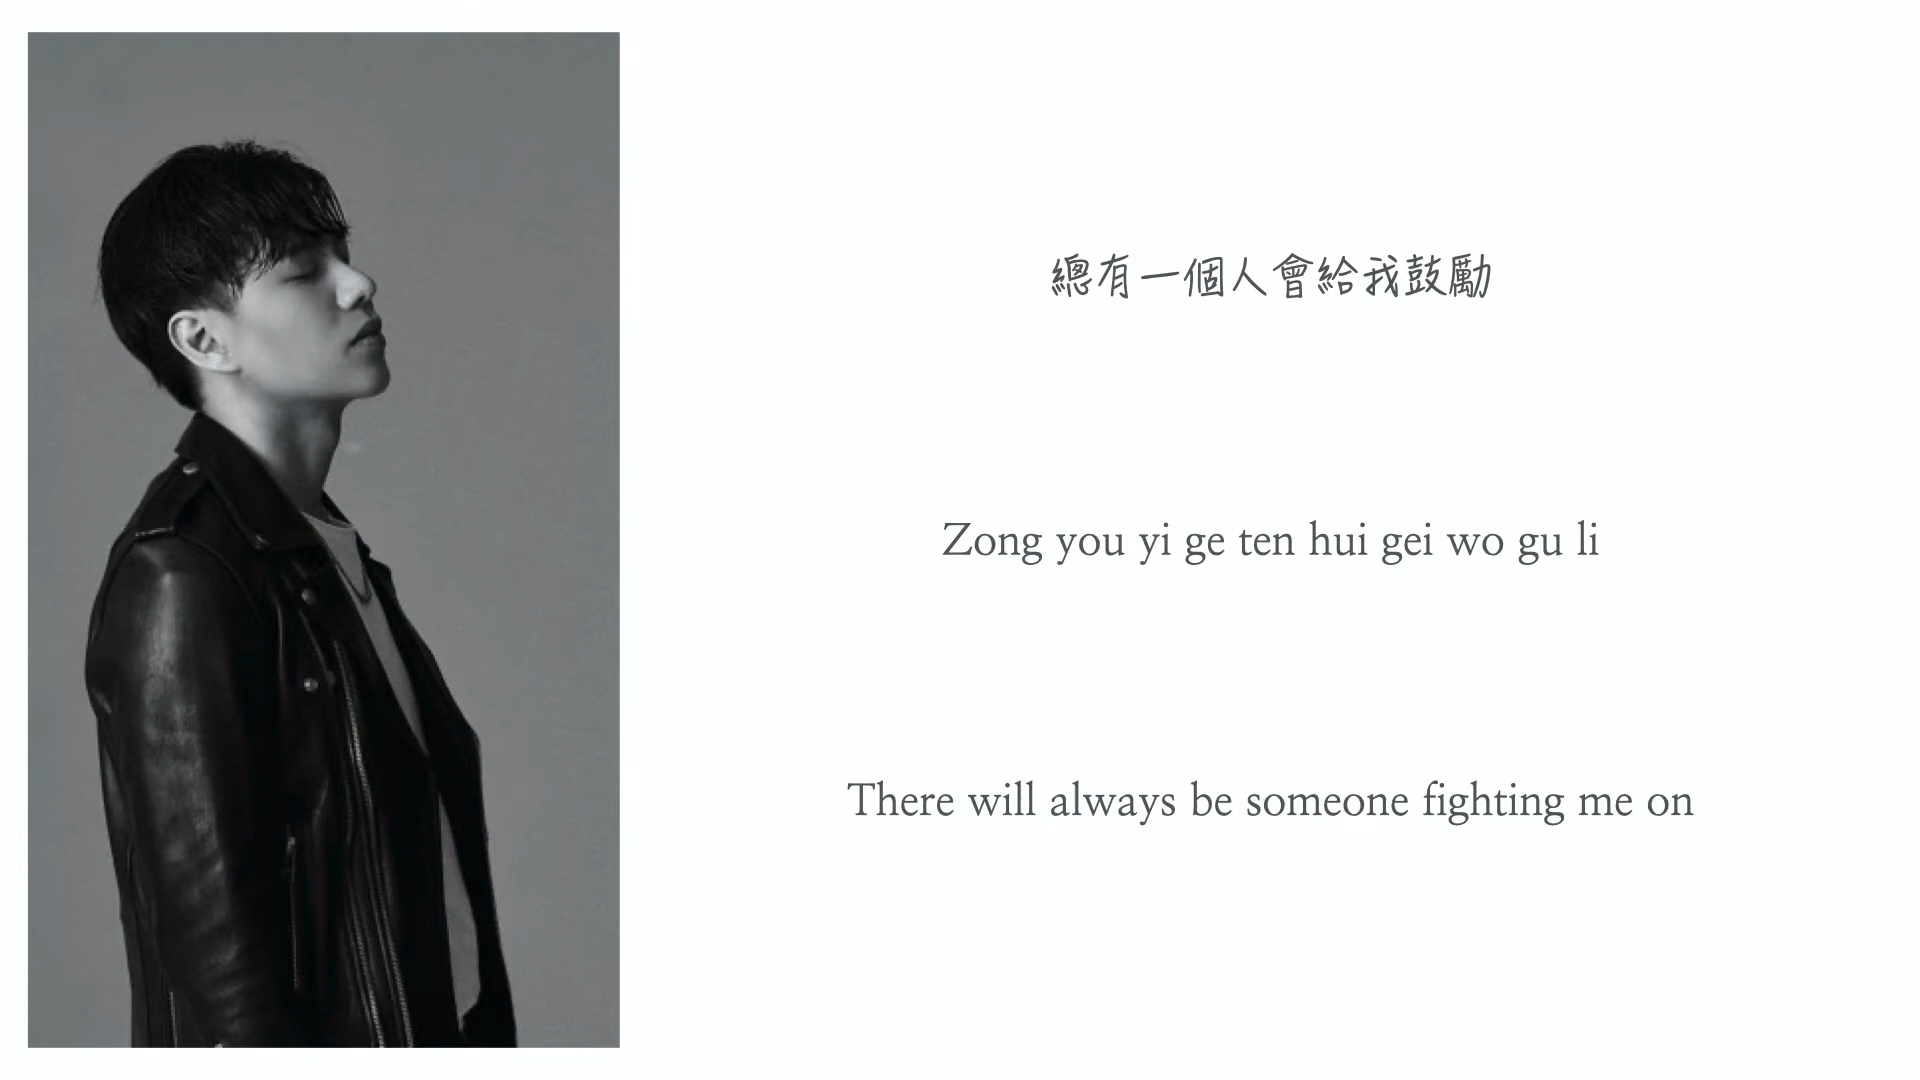 總有一個人會給我鼓勵
Zong you yi ge ten hui gei wo gu li
There will always be someone fighting me on